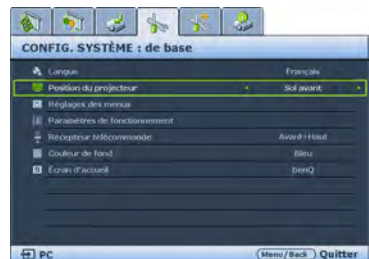 CONFIG. SYSTÈME : de base
Langue Français
Position du projecteur Sol avant
Réglages des menus
Paramètres de fonctionnement
Récepteur télécommande Avant+Haut
Couleur de fond Bleu
Écran d'accueil BenQ
PC Menu/Back Quitter